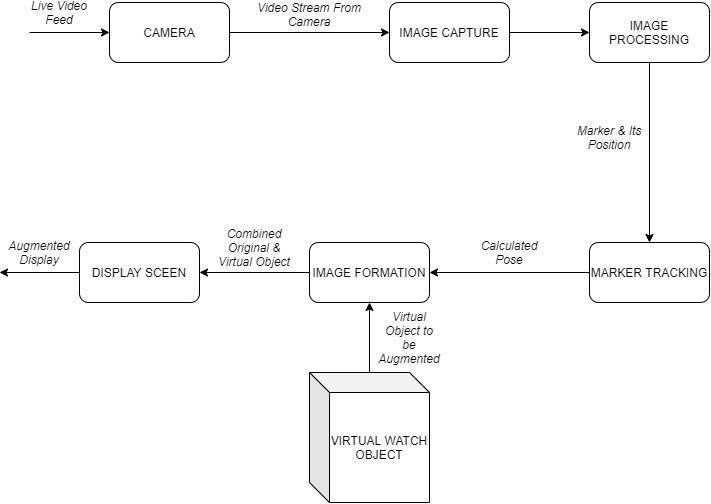 Live Video
Feed
CAMERA
Video Stream From
Camera
IMAGE CAPTURE
IMAGE
PROCESSING
Marker & Its
Position
MARKER TRACKING
Calculated
Pose
IMAGE FORMATION
Combined
Original &
Virtual Object
DISPLAY SCEEN
Augmented
Display
Virtual
Object to
be
Augmented
VIRTUAL WATCH
OBJECT